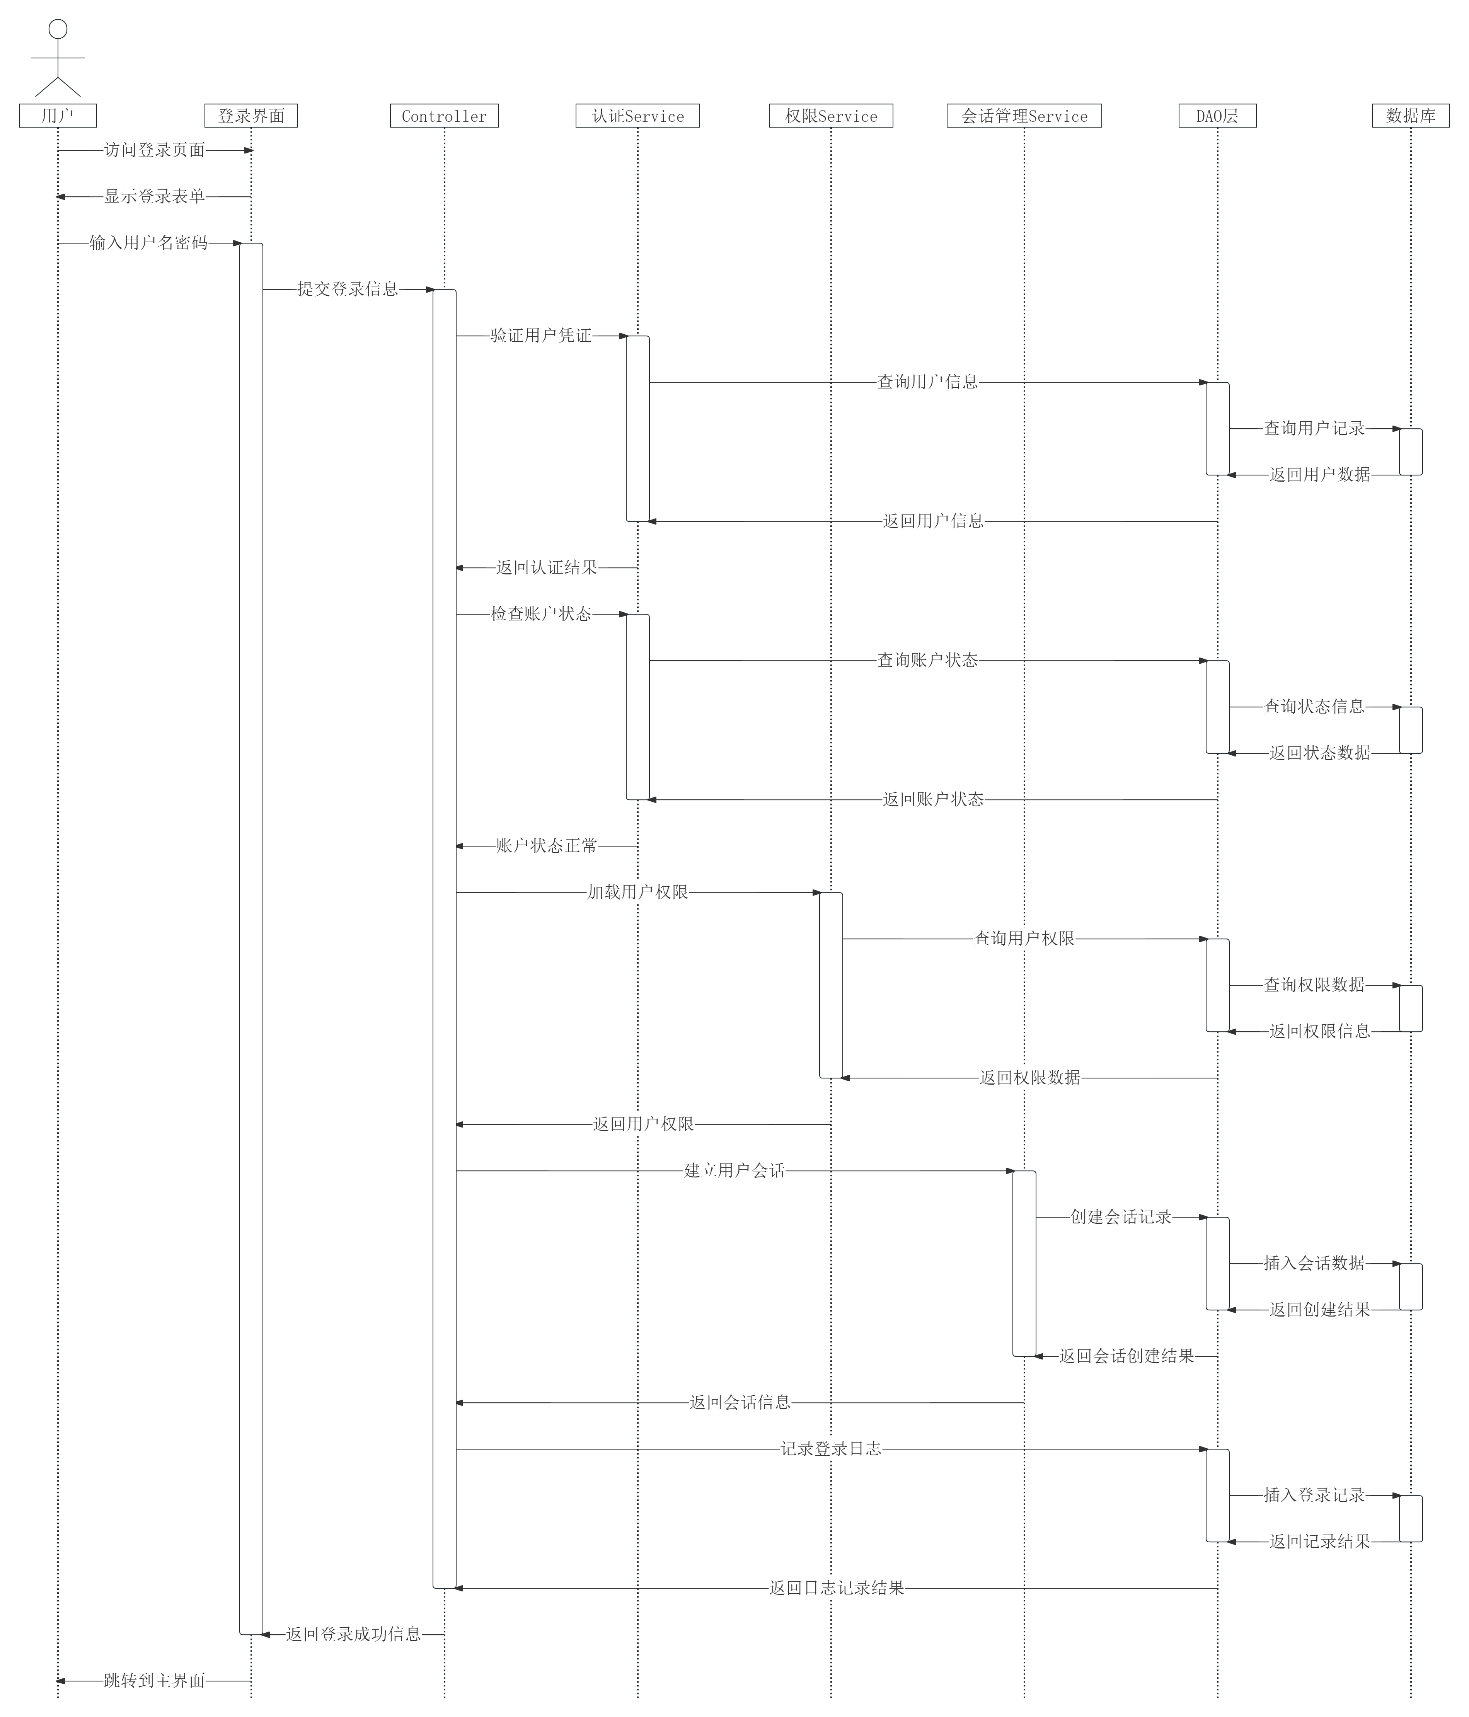 用户
登录界面
Controller
认证Service
权限Service
会话管理Service
DAO层
数据库
访问登录页面
显示登录表单
输入用户名密码
提交登录信息
验证用户凭证
查询用户信息
查询用户记录
返回用户数据
返回用户信息
返回认证结果
检查账户状态
查询账户状态
查询状态信息
返回状态数据
返回账户状态
账户状态正常
加载用户权限
查询用户权限
查询权限数据
返回权限信息
返回权限数据
返回用户权限
建立用户会话
创建会话记录
插入会话数据
返回创建结果
返回会话创建结果
返回会话信息
记录登录日志
插入登录记录
返回记录结果
返回日志记录结果
返回登录成功信息
跳转到主界面